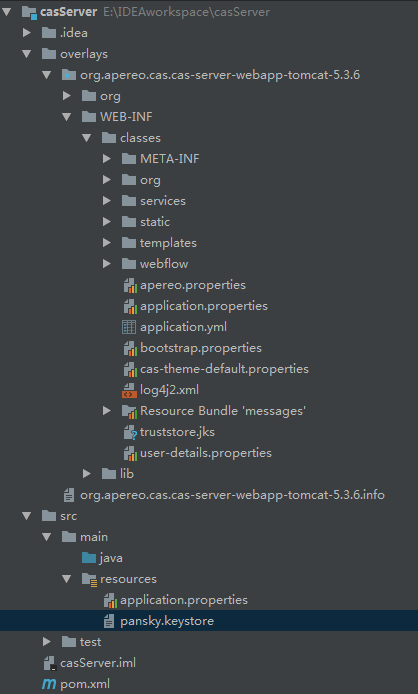 casServer E:\IDEAworkspace\casServer
.idea
overlays
org.apereo.cas.cas-server-webapp-tomcat-5.3.6
org
WEB-INF
classes
META-INF
org
services
static
templates
webflow
apereo.properties
application.properties
application.yml
bootstrap.properties
cas-theme-default.properties
log4j2.xml
Resource Bundle 'messages'
truststore.jks
user-details.properties
lib
org.apereo.cas.cas-server-webapp-tomcat-5.3.6.info
src
main
java
resources
application.properties
pansky.keystore
test
casServer.iml
pom.xml